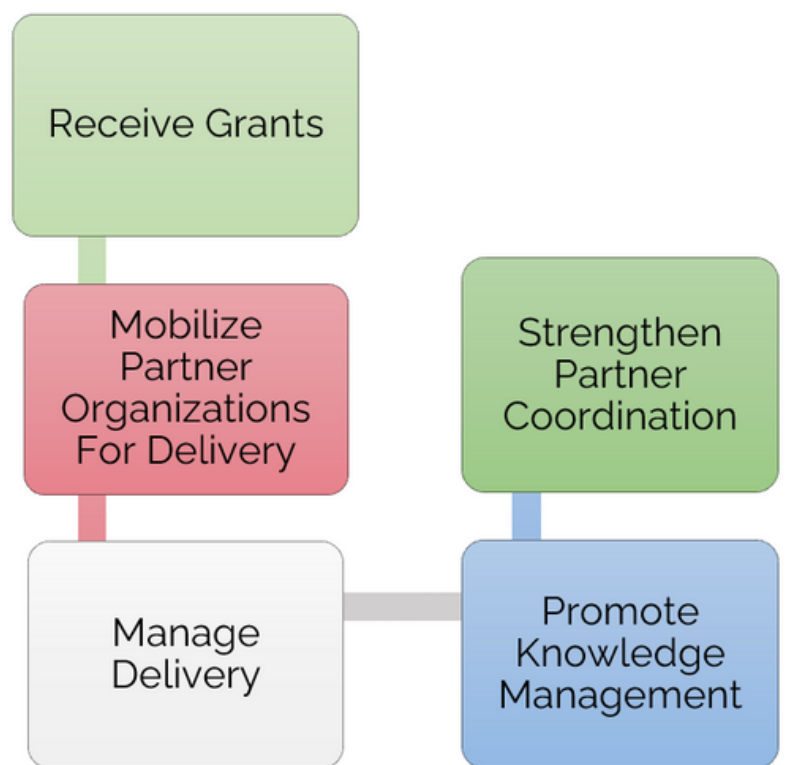 Receive Grants
Mobilize
Partner
Organizations
For Delivery
Manage
Delivery
Promote
Knowledge
Management
Strengthen
Partner
Coordination